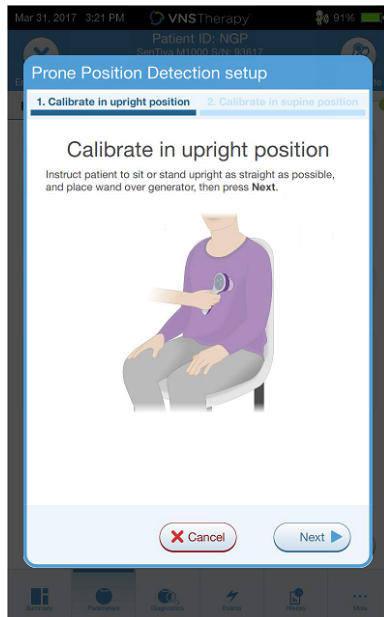 Mar 31, 2017 3:21 PM VNSTherapy 91%
Patient ID: NGP
SenTiva M1000 S/N: 93617
Prone Position Detection setup
1. Calibrate in upright position 2. Calibrate in supine position
Calibrate in upright position
Instruct patient to sit or stand upright as straight as possible,
and place wand over generator, then press Next.
Cancel Next
Summary Parameters Diagnostics Events History More